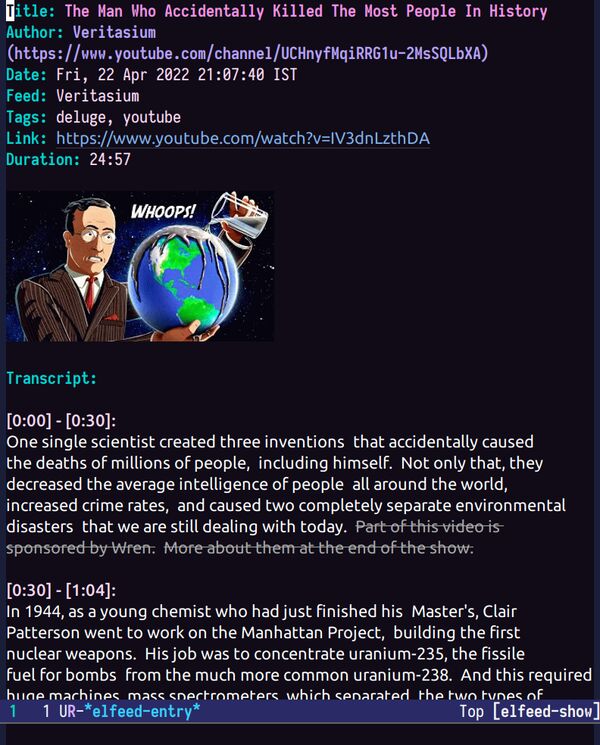 Title: The Man Who Accidentally Killed The Most People In History
Author: Veritasium
(https://www.youtube.com/channel/UCHnyfMqiRRG1u-2MsSQLbXA)
Date: Fri, 22 Apr 2022 21:07:40 IST
Feed: Veritasium
Tags: deluge, youtube
Link: https://www.youtube.com/watch?v=IV3dnLzthDA
Duration: 24:57
WHOOPS!
Transcript:
[0:00] - [0:30]:
One single scientist created three inventions  that accidentally caused
the deaths of millions of people,  including himself.  Not only that, they
decreased the average intelligence of people  all around the world,
increased crime rates,  and caused two completely separate environmental
disasters  that we are still dealing with today.  Part of this video is
sponsored by Wren.  More about them at the end of the show.
[0:30] - [1:04]:
In 1944, as a young chemist who had just finished his  Master's, Clair
Patterson went to work on the Manhattan Project,  building the first
nuclear weapons.  His job was to concentrate uranium-235, the fissile
fuel for bombs  from the much more common uranium-238.  And this required
huge machines, mass spectrometers, which separated  the two types of
1   1 UR-*elfeed-entry*   Top [elfeed-show]